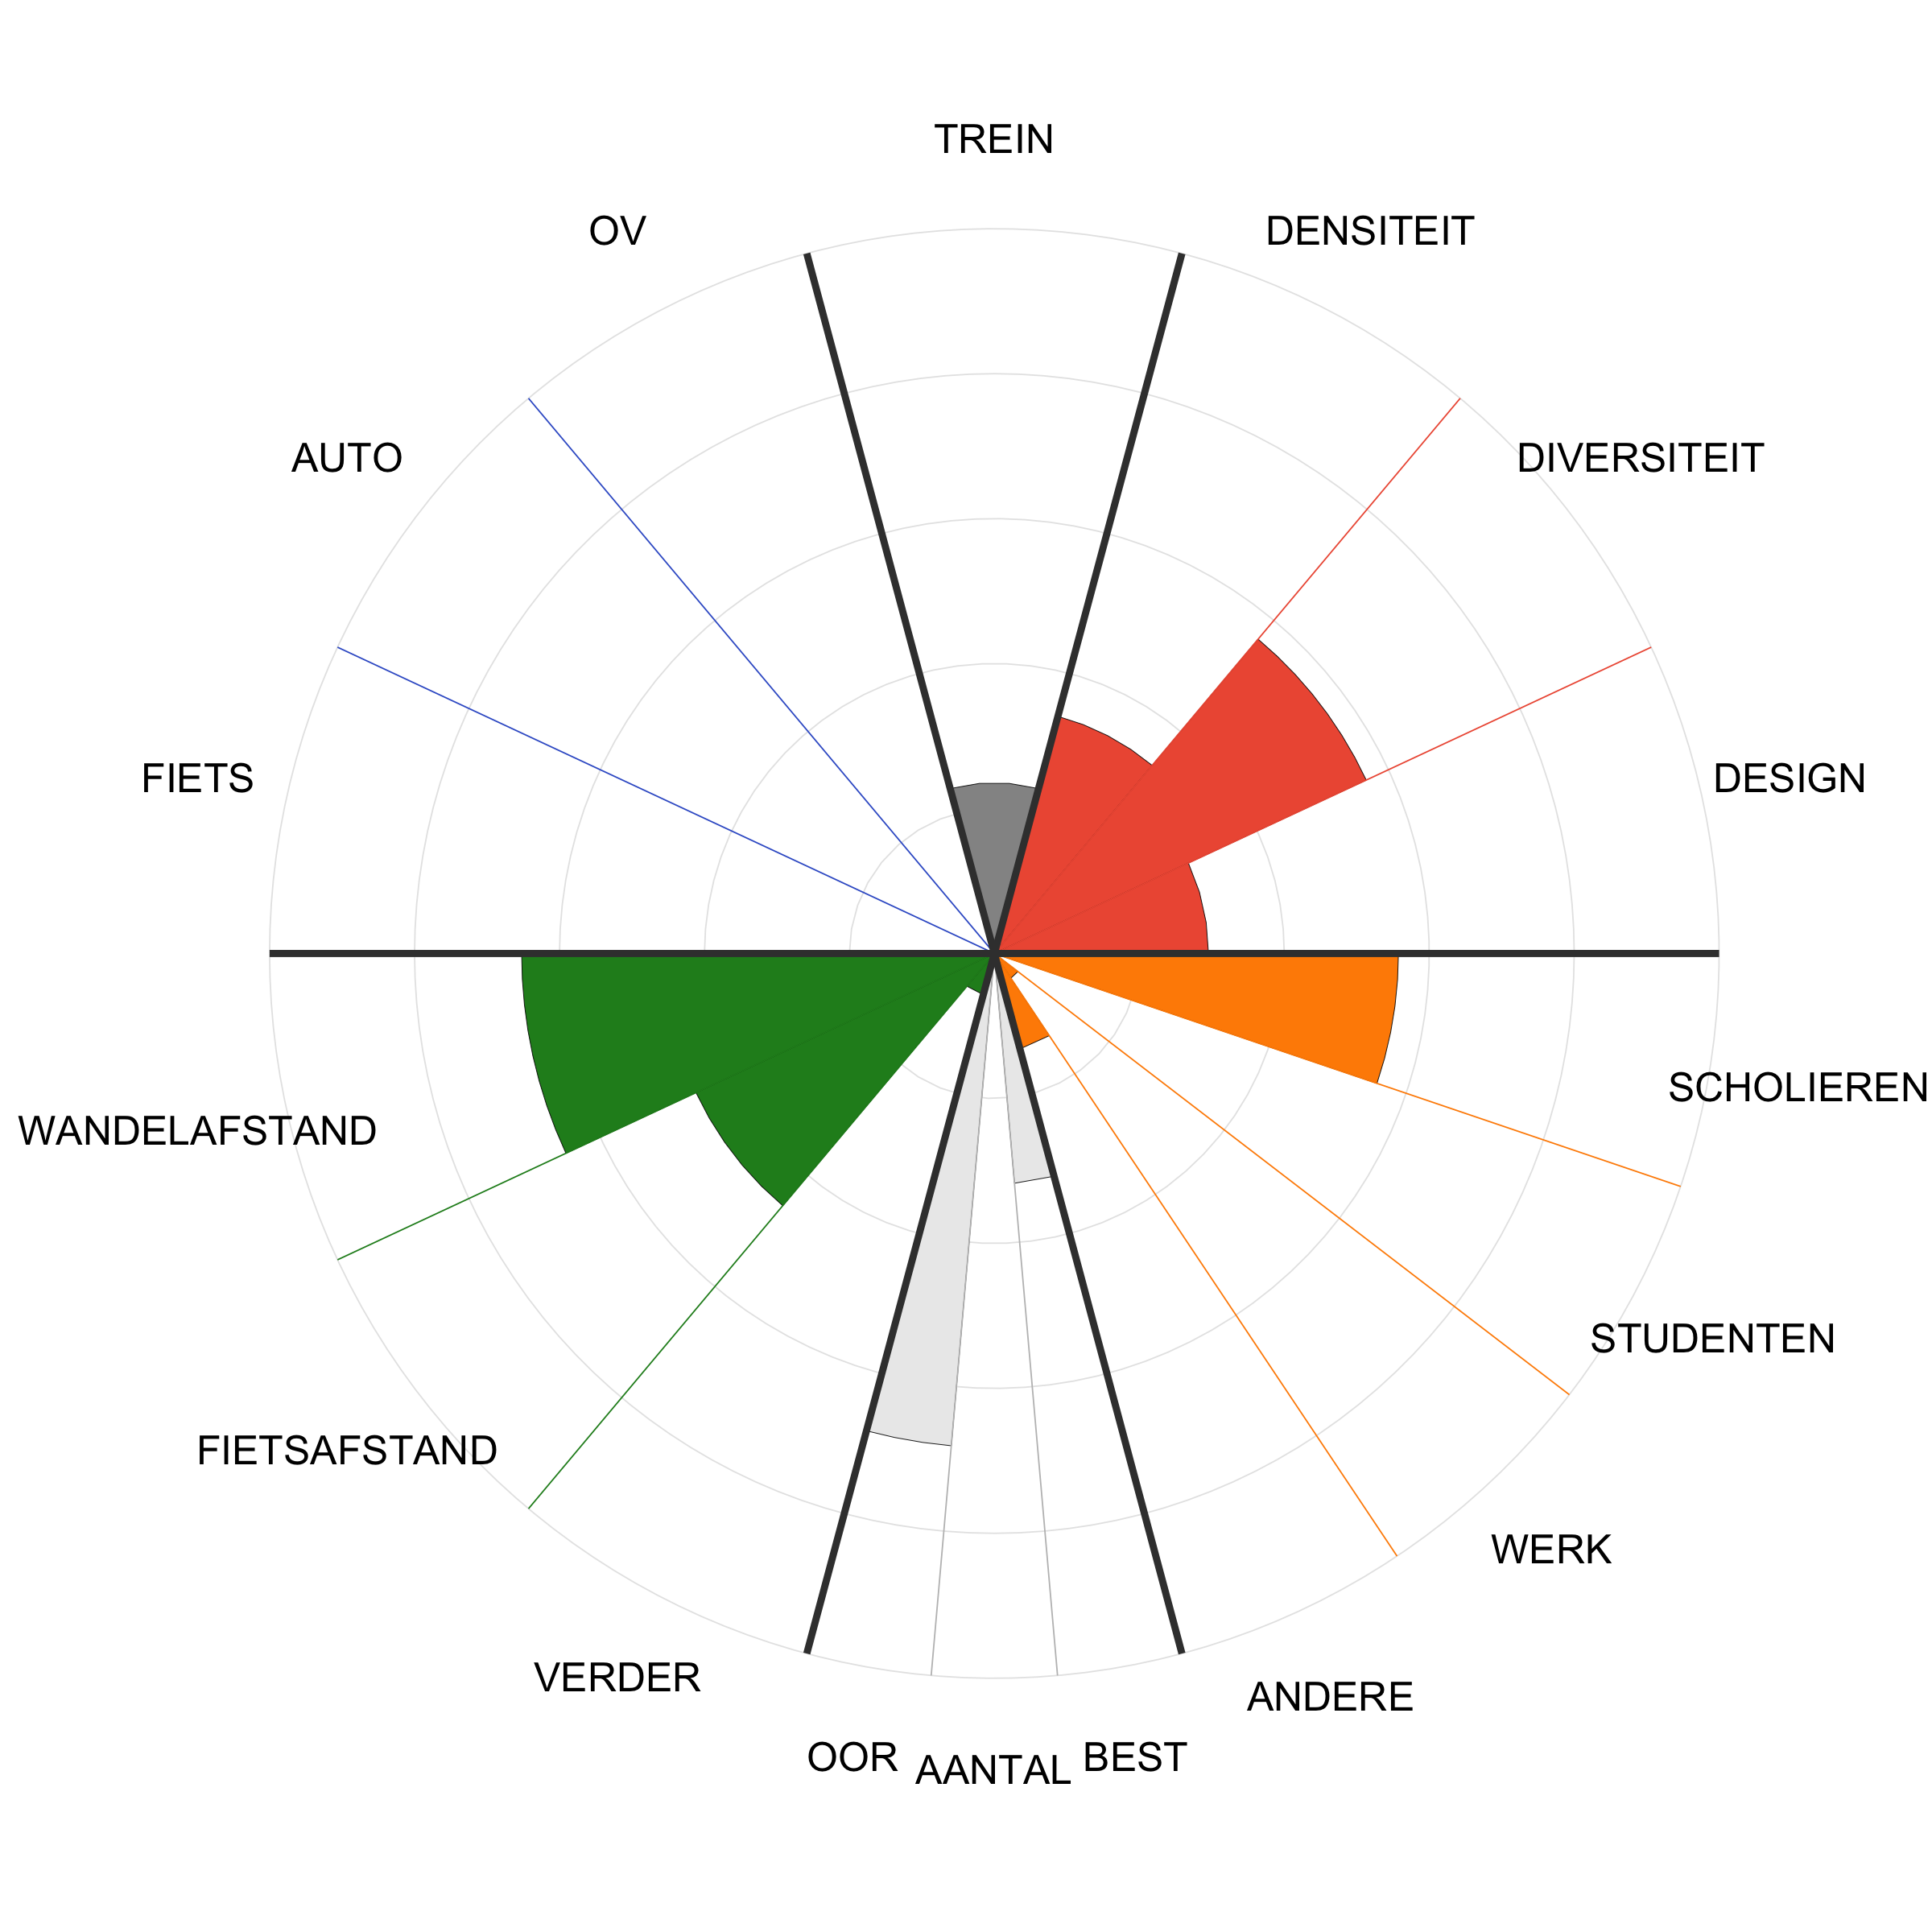 TREIN
OV
DENSITEIT
AUTO
DIVERSITEIT
FIETS
DESIGN
SCHOLIEREN
WANDELAFSTAND
STUDENTEN
FIETSAFSTAND
WERK
VERDER
ANDERE
OOR
AANTAL
BEST